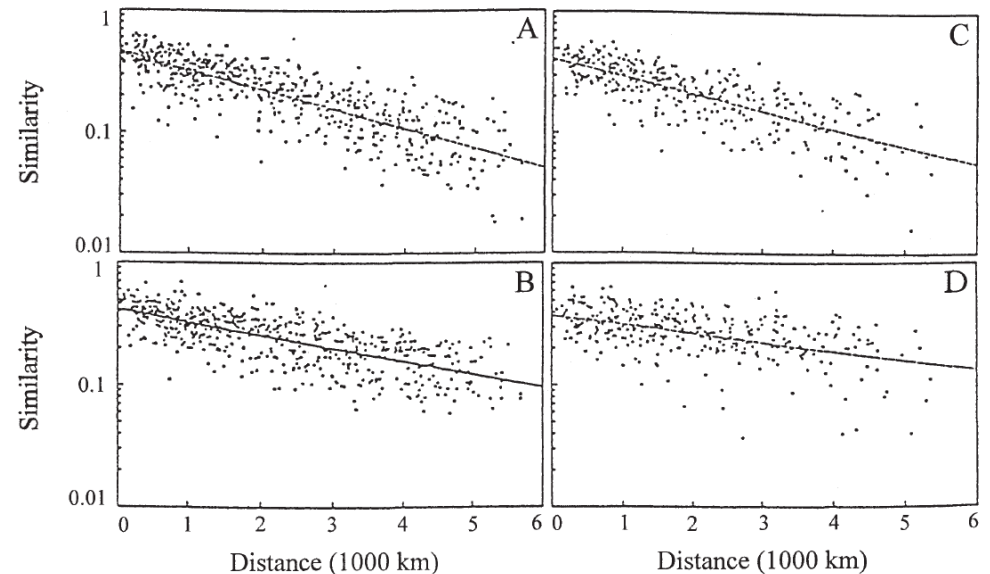 A
C
1
0.1
0.01
Similarity
B
D
1
0.1
0.01
Similarity
0 1 2 3 4 5 6
0 1 2 3 4 5 6
Distance (1000 km)
Distance (1000 km)